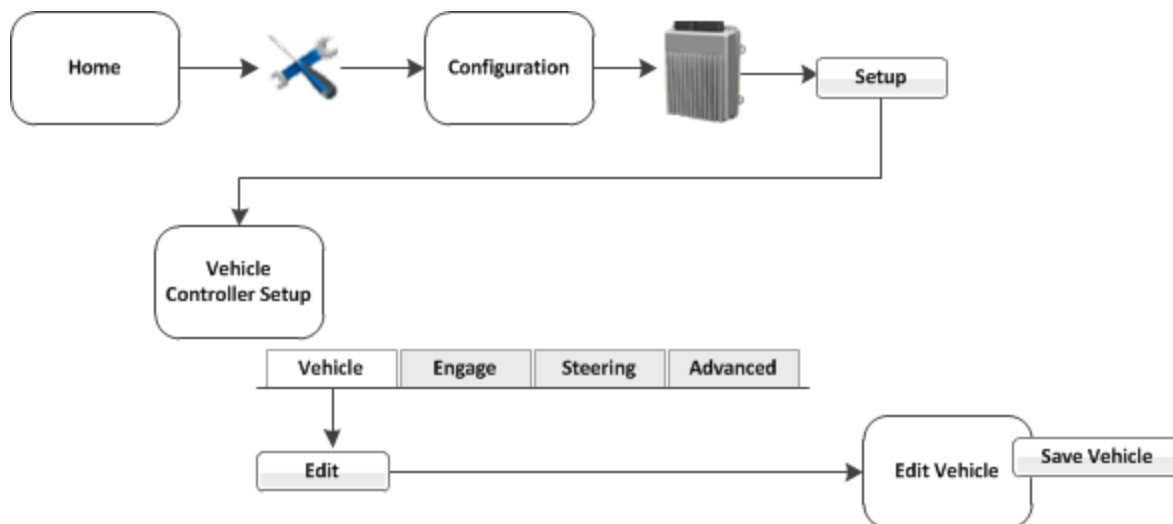 Home
Configuration
Setup
Vehicle
Controller Setup
Vehicle
Engage
Steering
Advanced
Edit
Edit Vehicle
Save Vehicle